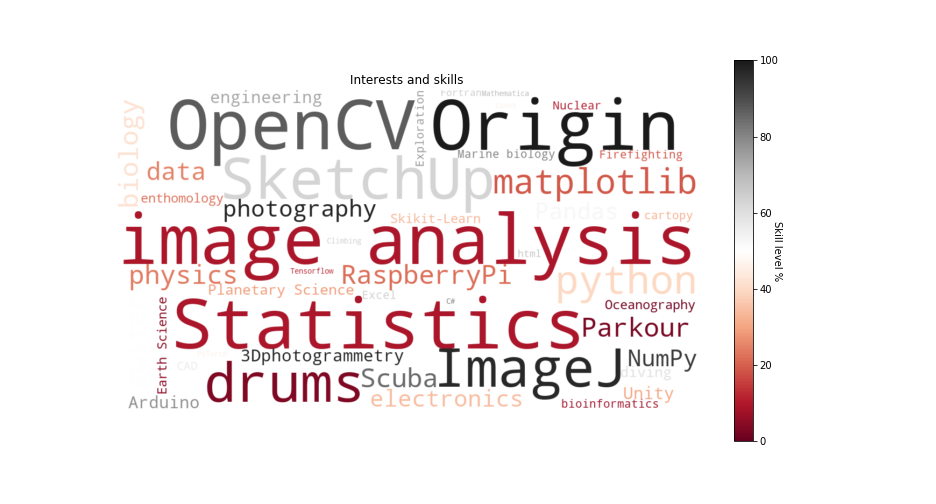 Interests and skills
engineering
Exploration
Fortran
Mathematica
Nuclear
OpenCV
Origin
biology
data
SketchUp
Marine biology
Firefighting
matplotlib
enthomology
photography
Skikit-Learn
Pandas
cartopy
image analysis
Climbing
html
physics
Tensorflow
RaspberryPi
python
Planetary Science
Excel
C#
Oceanography
Earth Science
Statistics
Parkour
3Dphotogrammetry
ImageJ
NumPy
CAD
drums
Scuba
diving
Arduino
electronics
Unity
bioinformatics
100
80
60
40
20
0
Skill level %